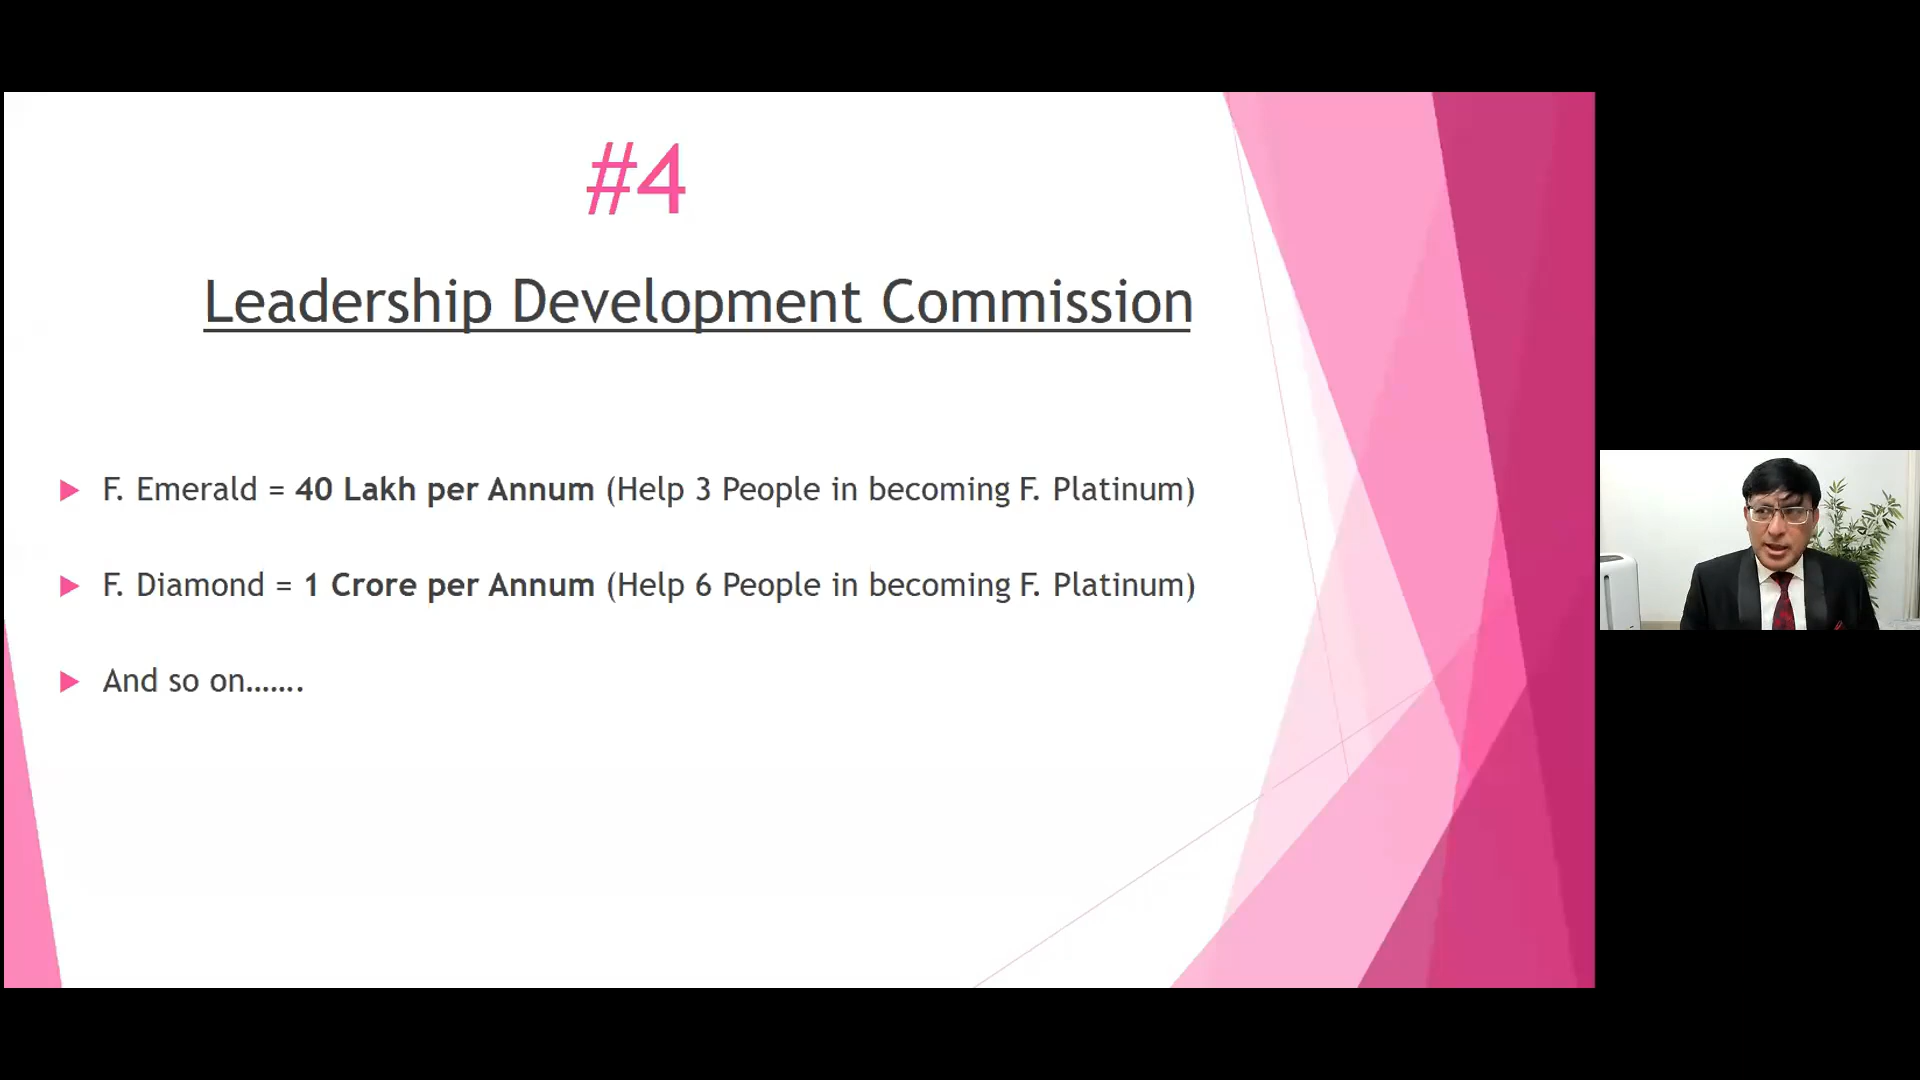 #4
Leadership Development Commission
F. Emerald = 40 Lakh per Annum (Help 3 People in becoming F. Platinum)
F. Diamond = 1 Crore per Annum (Help 6 People in becoming F. Platinum)
And so on.......